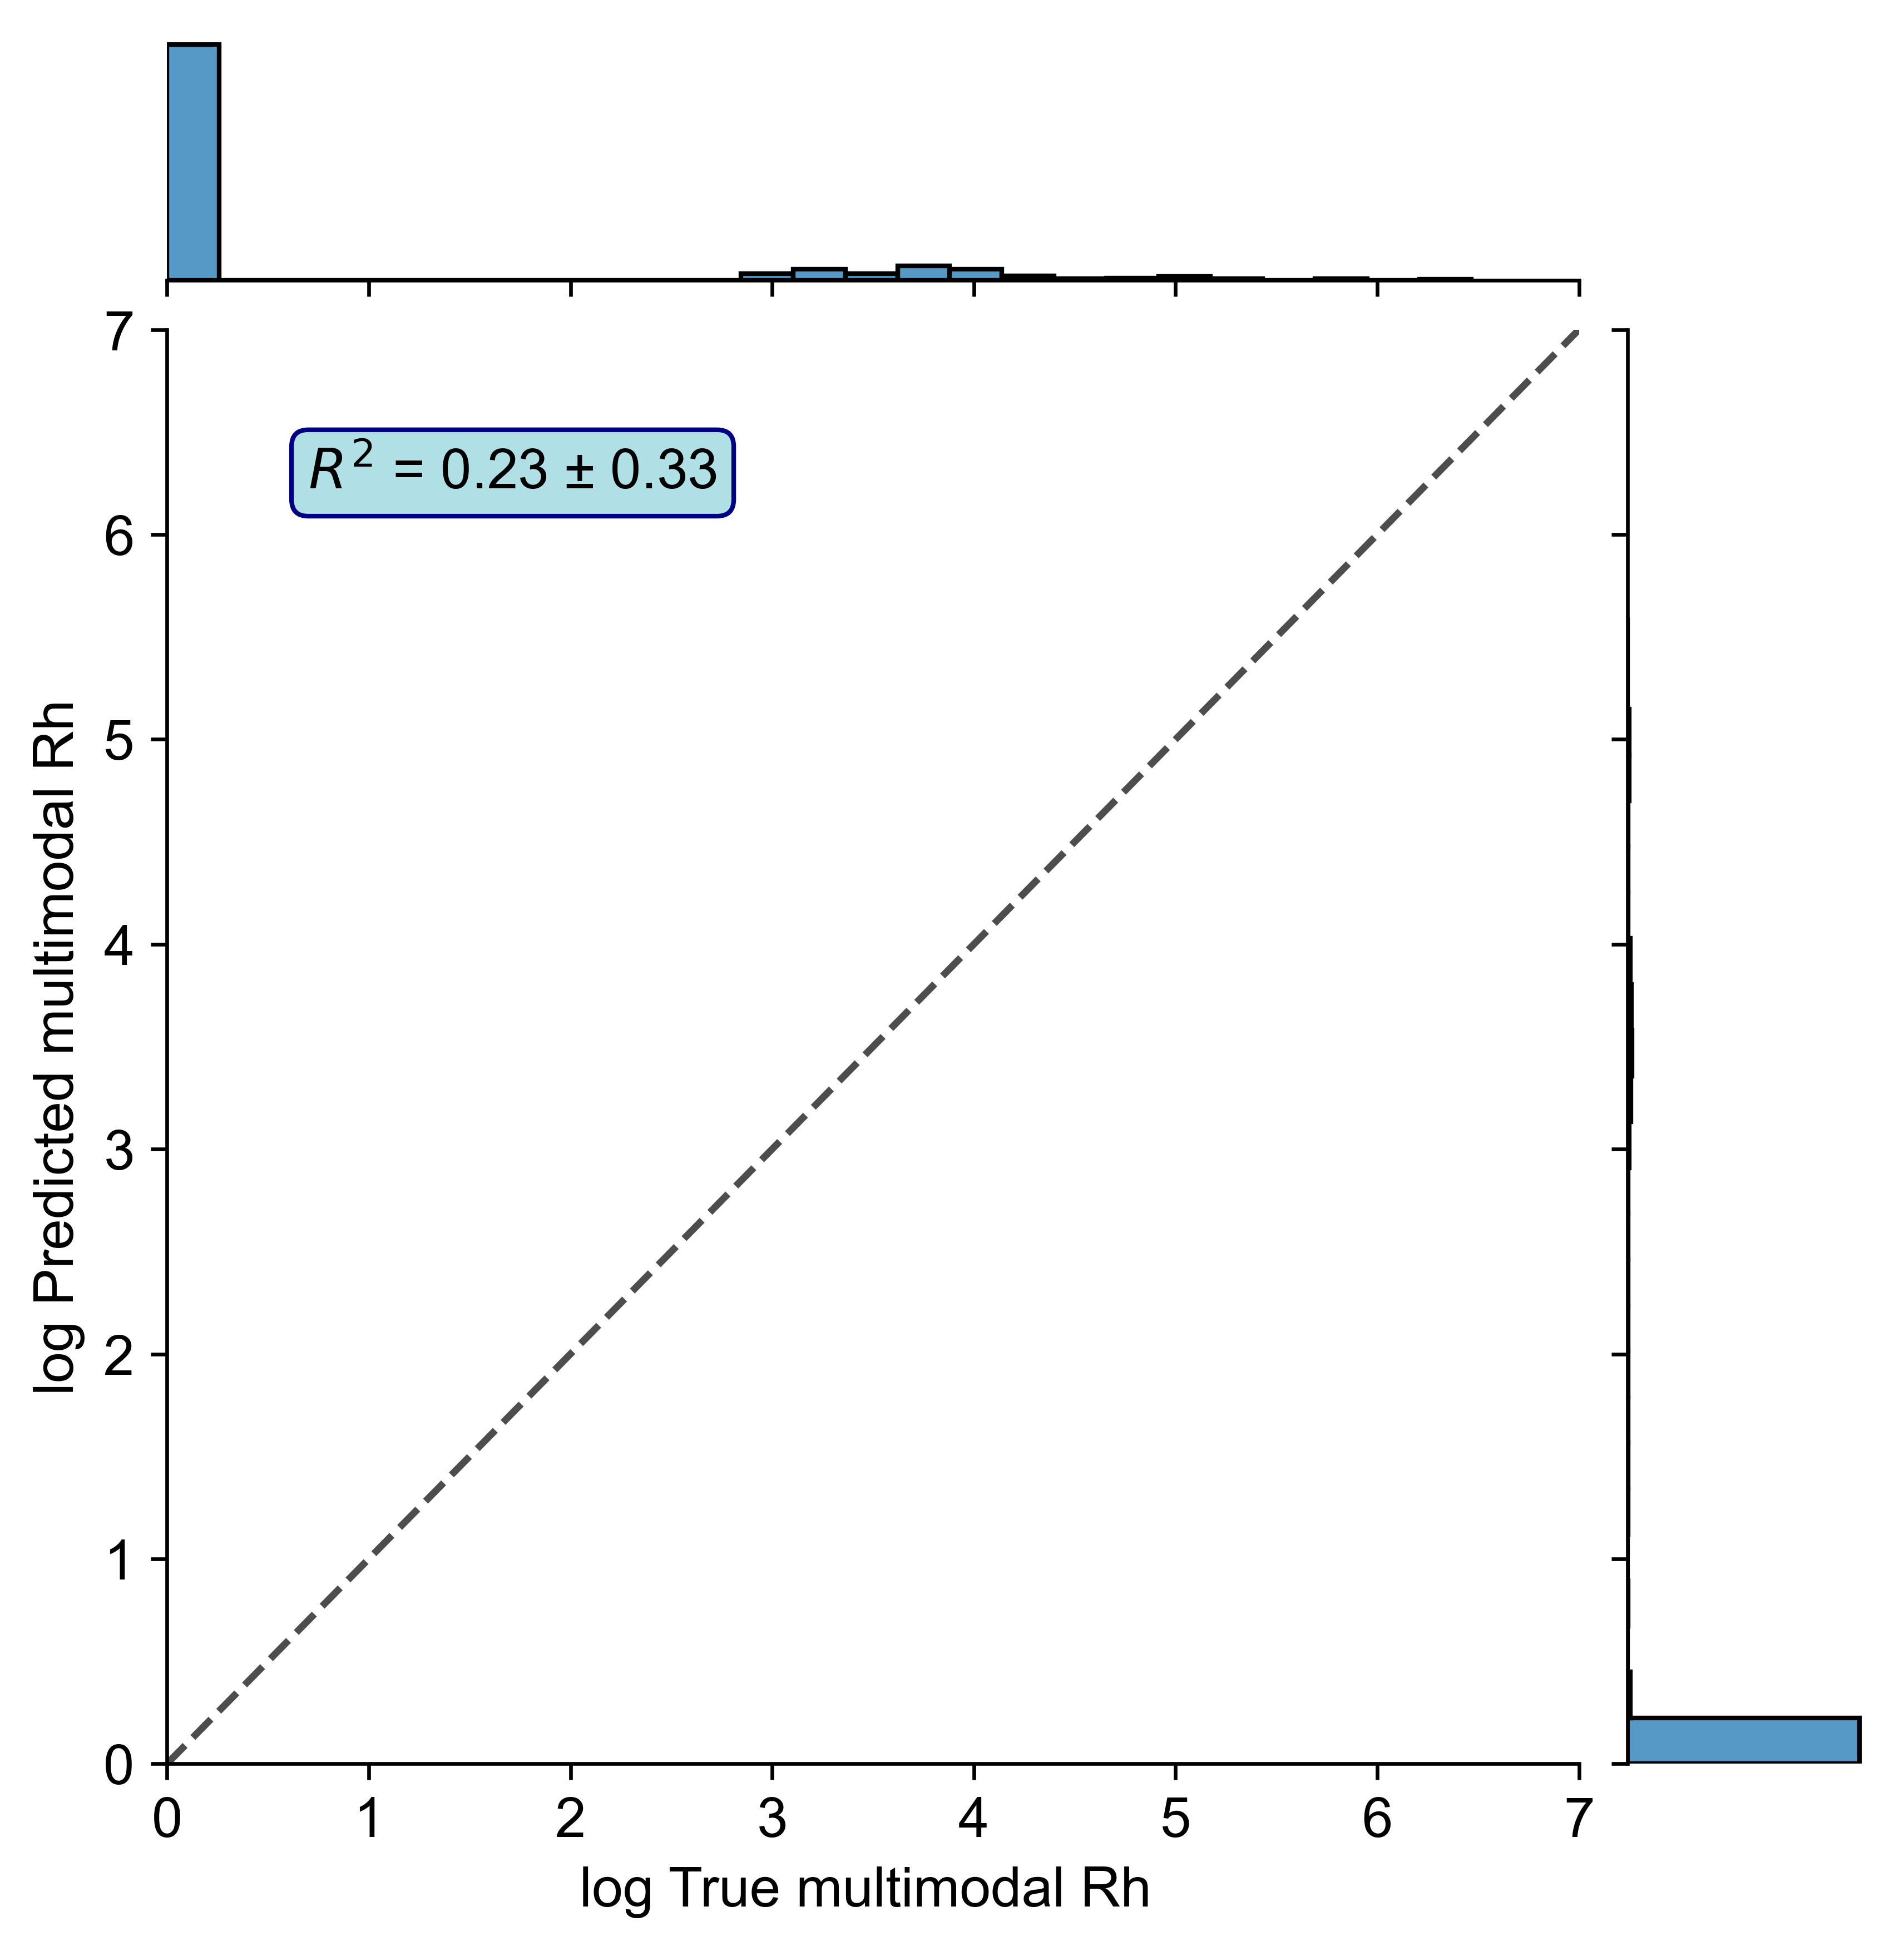 R² = 0.23 ± 0.33
log Predicted multimodal Rh
7
6
5
4
3
2
1
0
0 1 2 3 4 5 6 7
log True multimodal Rh